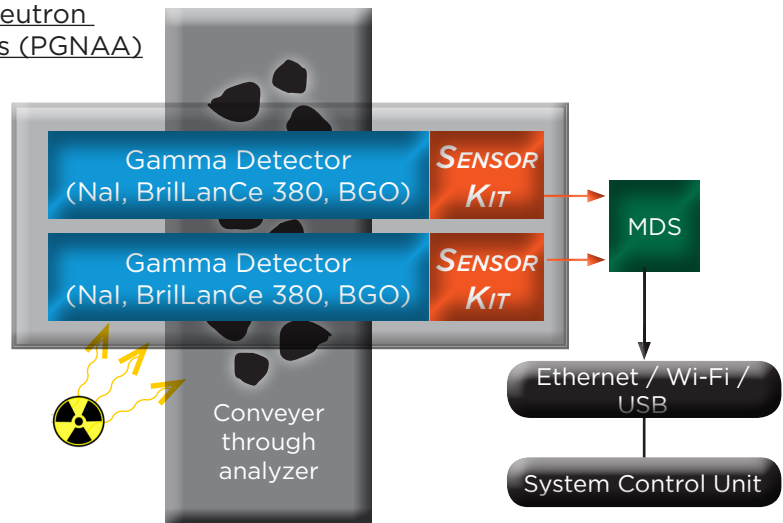 eutron
s (PGNAA)
Gamma Detector
(NaI, BrilLanCe 380, BGO)
SENSOR
KIT
MDS
Gamma Detector
(NaI, BrilLanCe 380, BGO)
SENSOR
KIT
Ethernet / Wi-Fi /
USB
Conveyer
through
analyzer
System Control Unit